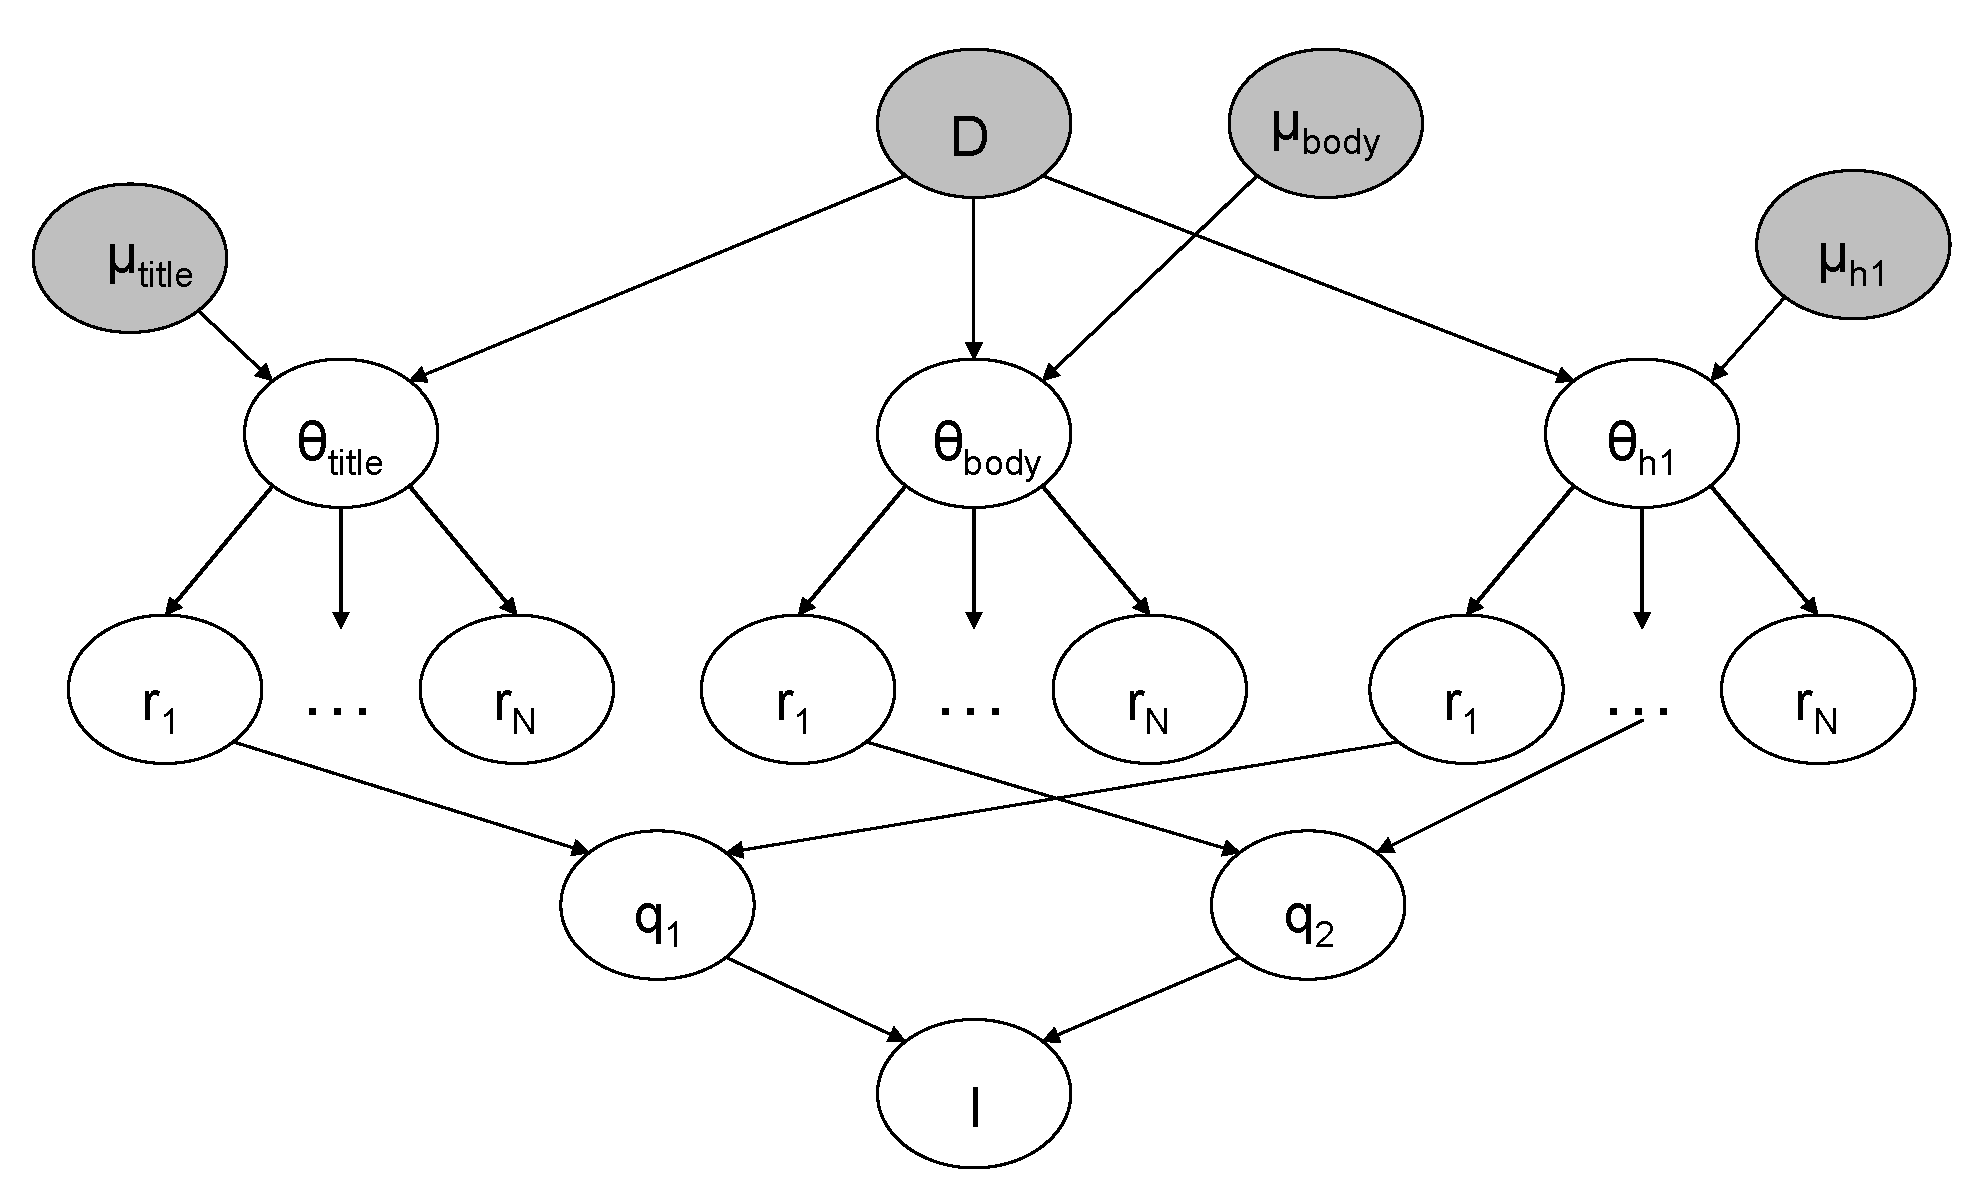 D
μbody
μtitle
μh1
θtitle
θbody
θh1
r1 … rN r1 … rN r1 … rN
q1
q2
I